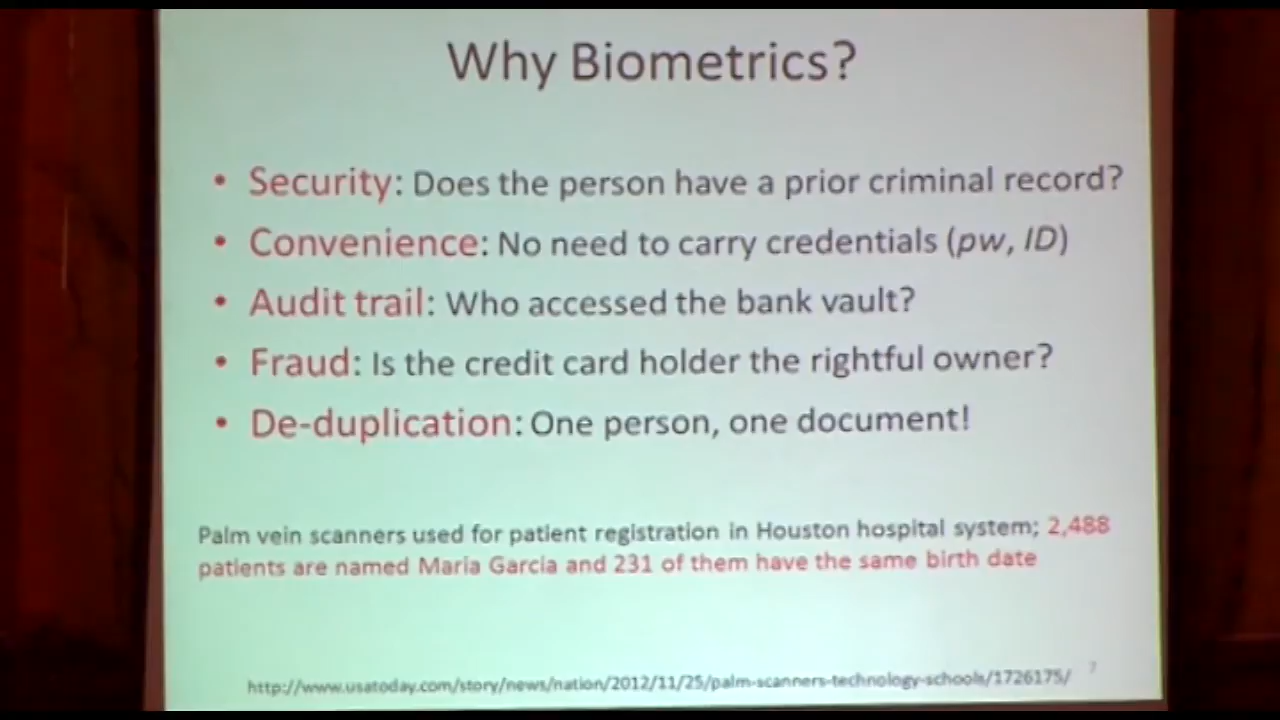 Why Biometrics?
• Security: Does the person have a prior criminal record?
• Convenience: No need to carry credentials (pw, ID)
• Audit trail: Who accessed the bank vault?
• Fraud: Is the credit card holder the rightful owner?
• De-duplication: One person, one document!
Palm vein scanners used for patient registration in Houston hospital system; 2,488
patients are named Maria Garcia and 231 of them have the same birth date
http://www.usatoday.com/story/news/nation/2012/11/25/palm-scanners-technology-schools/1726175/
7